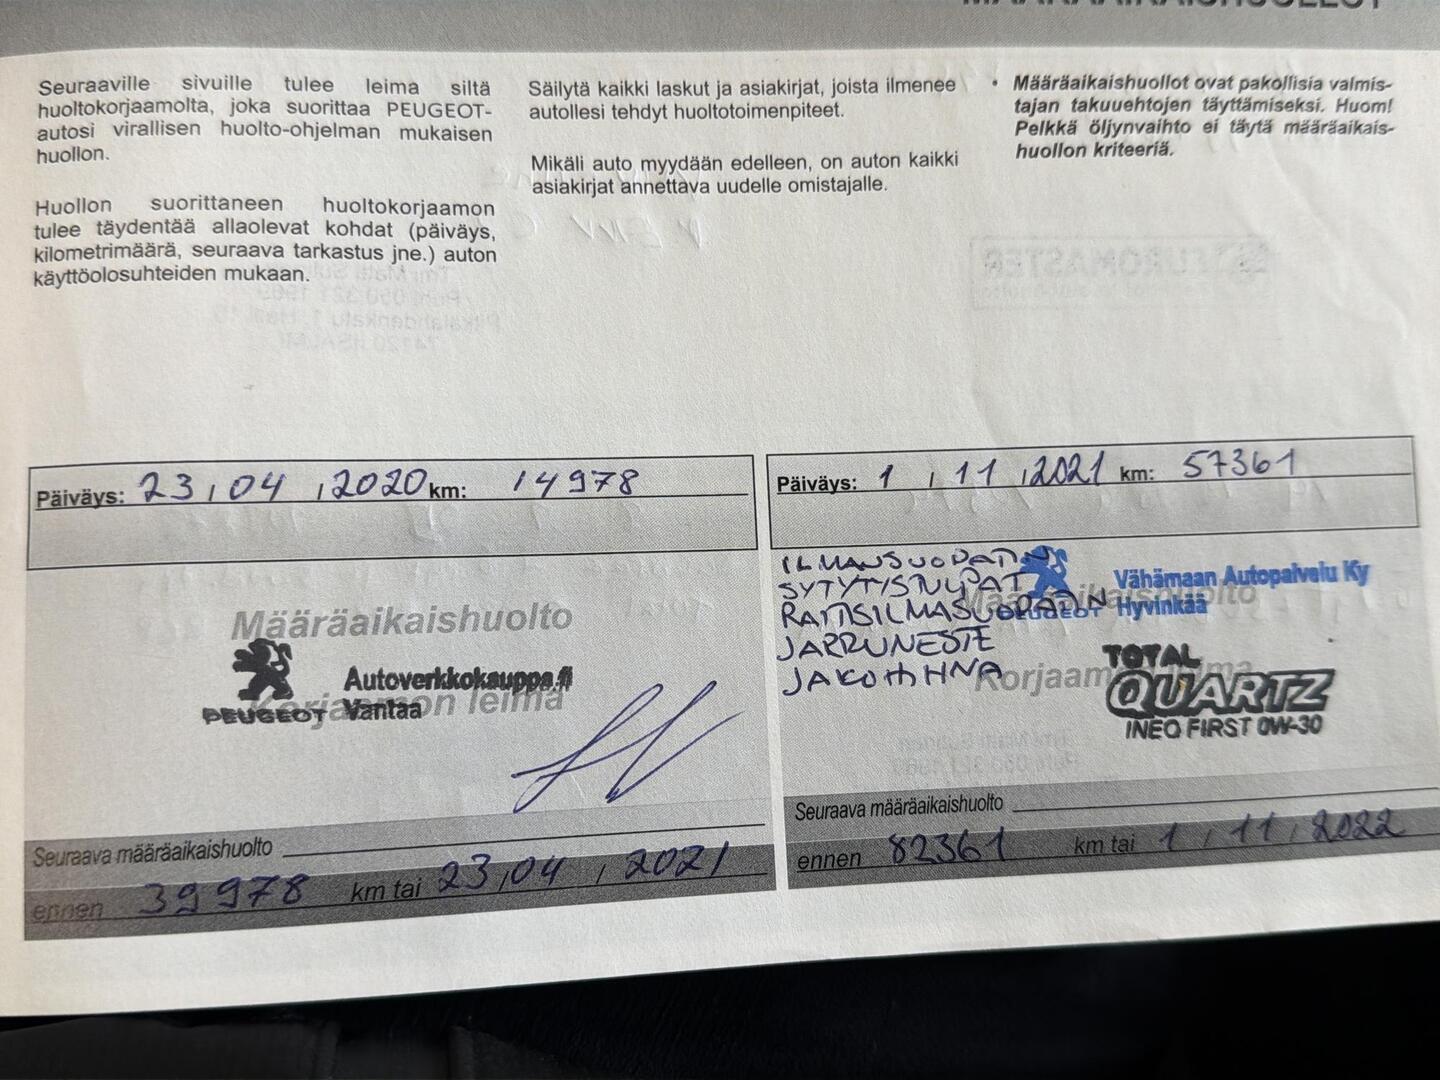 MÄÄRÄAIKAISHUOLLOT
Seuraaville sivuille tulee leima siltä
huoltokorjaamolta, joka suorittaa PEUGEOT-
autosi virallisen huolto-ohjelman mukaisen
huollon.
Huollon suorittaneen huoltokorjaamon
tulee täydentää allaolevat kohdat (päiväys,
kilometrimäärä, seuraava tarkastus jne.) auton
käyttöolosuhteiden mukaan.
Säilytä kaikki laskut ja asiakirjat, joista ilmenee
autollesi tehdyt huoltotoimenpiteet.
Mikäli auto myydään edelleen, on auton kaikki
asiakirjat annettava uudelle omistajalle.
• Määräaikaishuollot ovat pakollisia valmis-
tajan takuuehtojen täyttämiseksi. Huom!
Pelkkä öljynvaihto ei täytä määräaikais-
huollon kriteeriä.
Päiväys: 23 / 04 / 2020 km: 14978
Määräaikaishuolto
Korjaamon leima
PEUGEOT
Autoverkkokauppa.fi
Vantaa
Seuraava määräaikaishuolto
ennen 39978 km tai 23 / 04 / 2021
Päiväys: 1 / 11 / 2021 km: 57361
ILMANSUODATIN
SYTYTISTULPAT
RAITISILMASUODATIN
JARRUNESTE
JAKOHIHNA
Määräaikaishuolto
Korjaamon leima
PEUGEOT
Vähämaan Autopalvelu Ky
Hyvinkää
TOTAL
QUARTZ
INEO FIRST 0W-30
Seuraava määräaikaishuolto
ennen 82361 km tai 1 / 11 / 2022